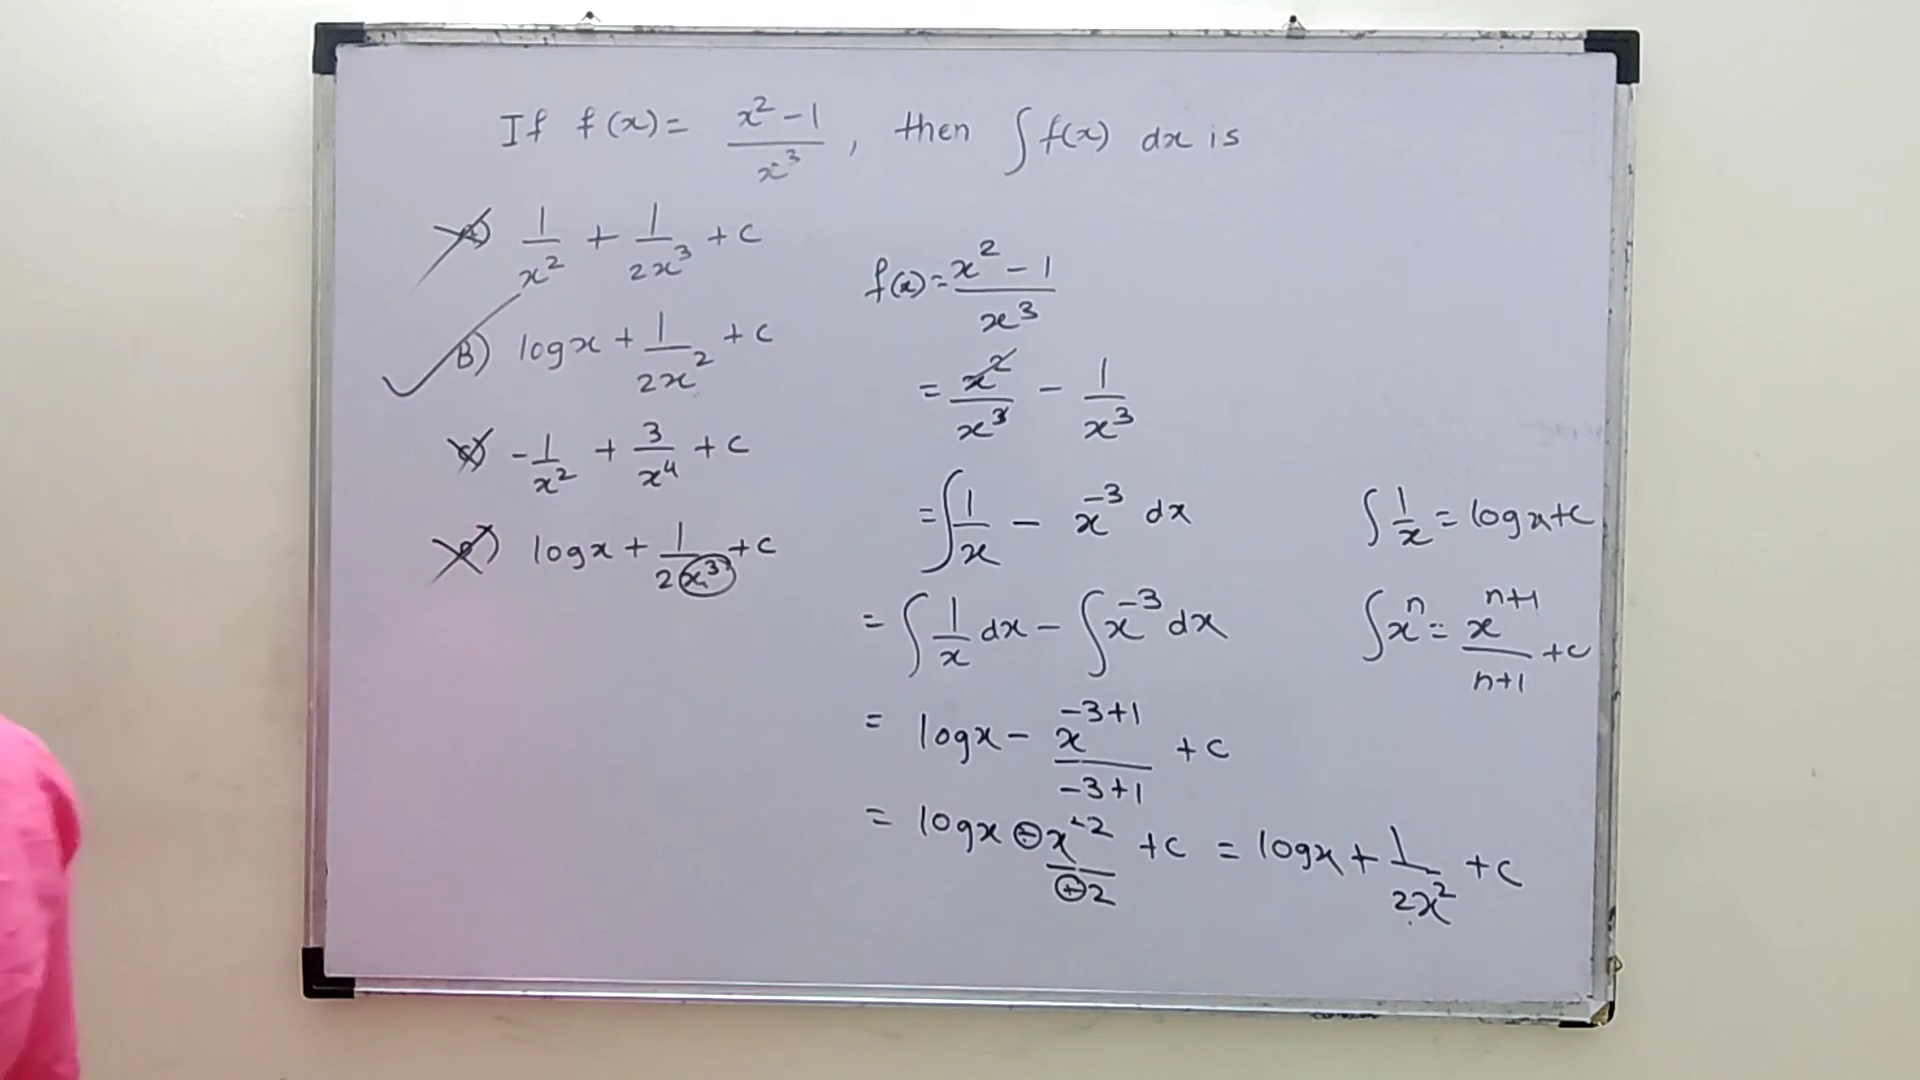 If f(x) = x² - 1 / x³, then ∫ f(x) dx is
A) 1/x² + 1/2x³ + c
B) log x + 1/2x² + c
C) - 1/x² + 3/x⁴ + c
D) log x + 1/2x³ + c
f(x) = x² - 1 / x³
= x²/x³ - 1/x³
= ∫ 1/x - x⁻³ dx
= ∫ 1/x dx - ∫ x⁻³ dx
= log x - x⁻³⁺¹ / -3+1 + c
= log x - x⁻² / -2 + c = log x + 1/2x² + c
∫ 1/x = log x + c
∫ xⁿ = xⁿ⁺¹ / n+1 + c